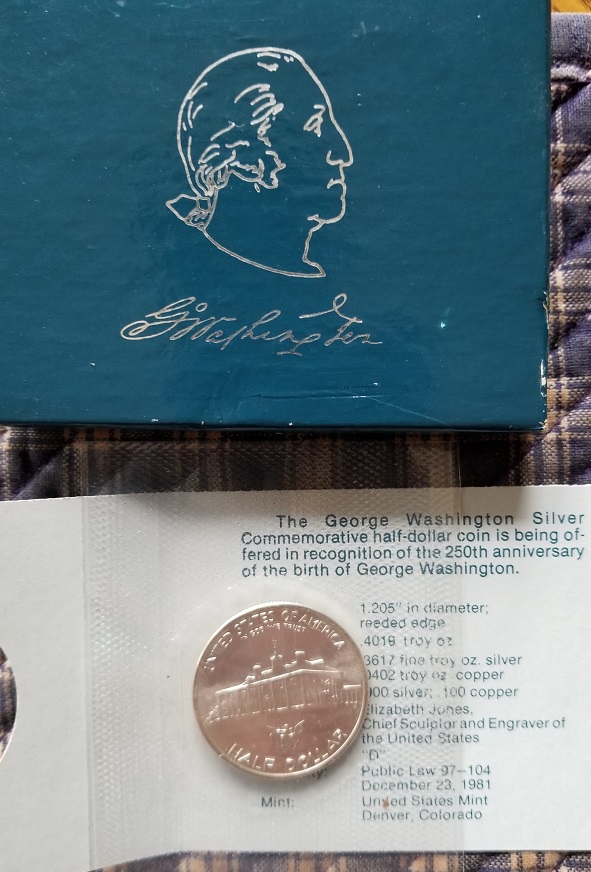 G:Washington
The George Washington Silver
Commemorative half-dollar coin is being of-
fered in recognition of the 250th anniversary
of the birth of George Washington.
1.205" in diameter;
reeded edge
.4019 troy oz.
3617 fine troy oz. silver
0402 troy oz. copper
900 silver; .100 copper
Elizabeth Jones,
Chief Sculptor and Engraver of
the United States
"D"
Public Law 97–104
December 23, 1981
Mint: United States Mint
Denver, Colorado
UNITED STATES OF AMERICA
IN GOD WE TRUST
HALF DOLLAR